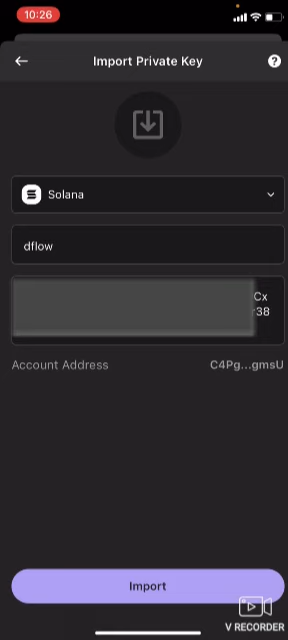 10:26
Import Private Key
?
Solana
dflow
Cx
38
Account Address C4Pg...gmsU
Import
V RECORDER